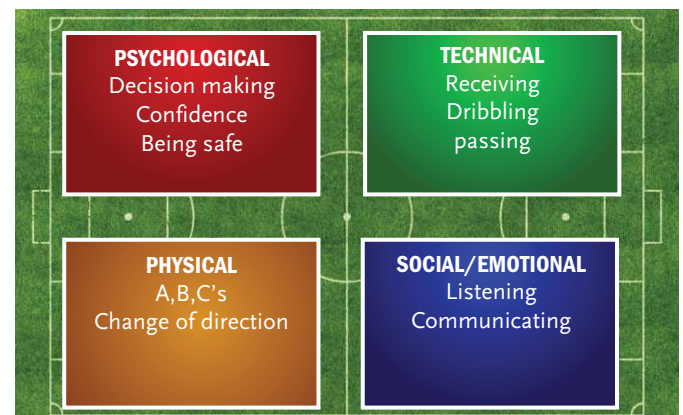 PSYCHOLOGICAL
Decision making
Confidence
Being safe
TECHNICAL
Receiving
Dribbling
passing
PHYSICAL
A,B,C's
Change of direction
SOCIAL/EMOTIONAL
Listening
Communicating